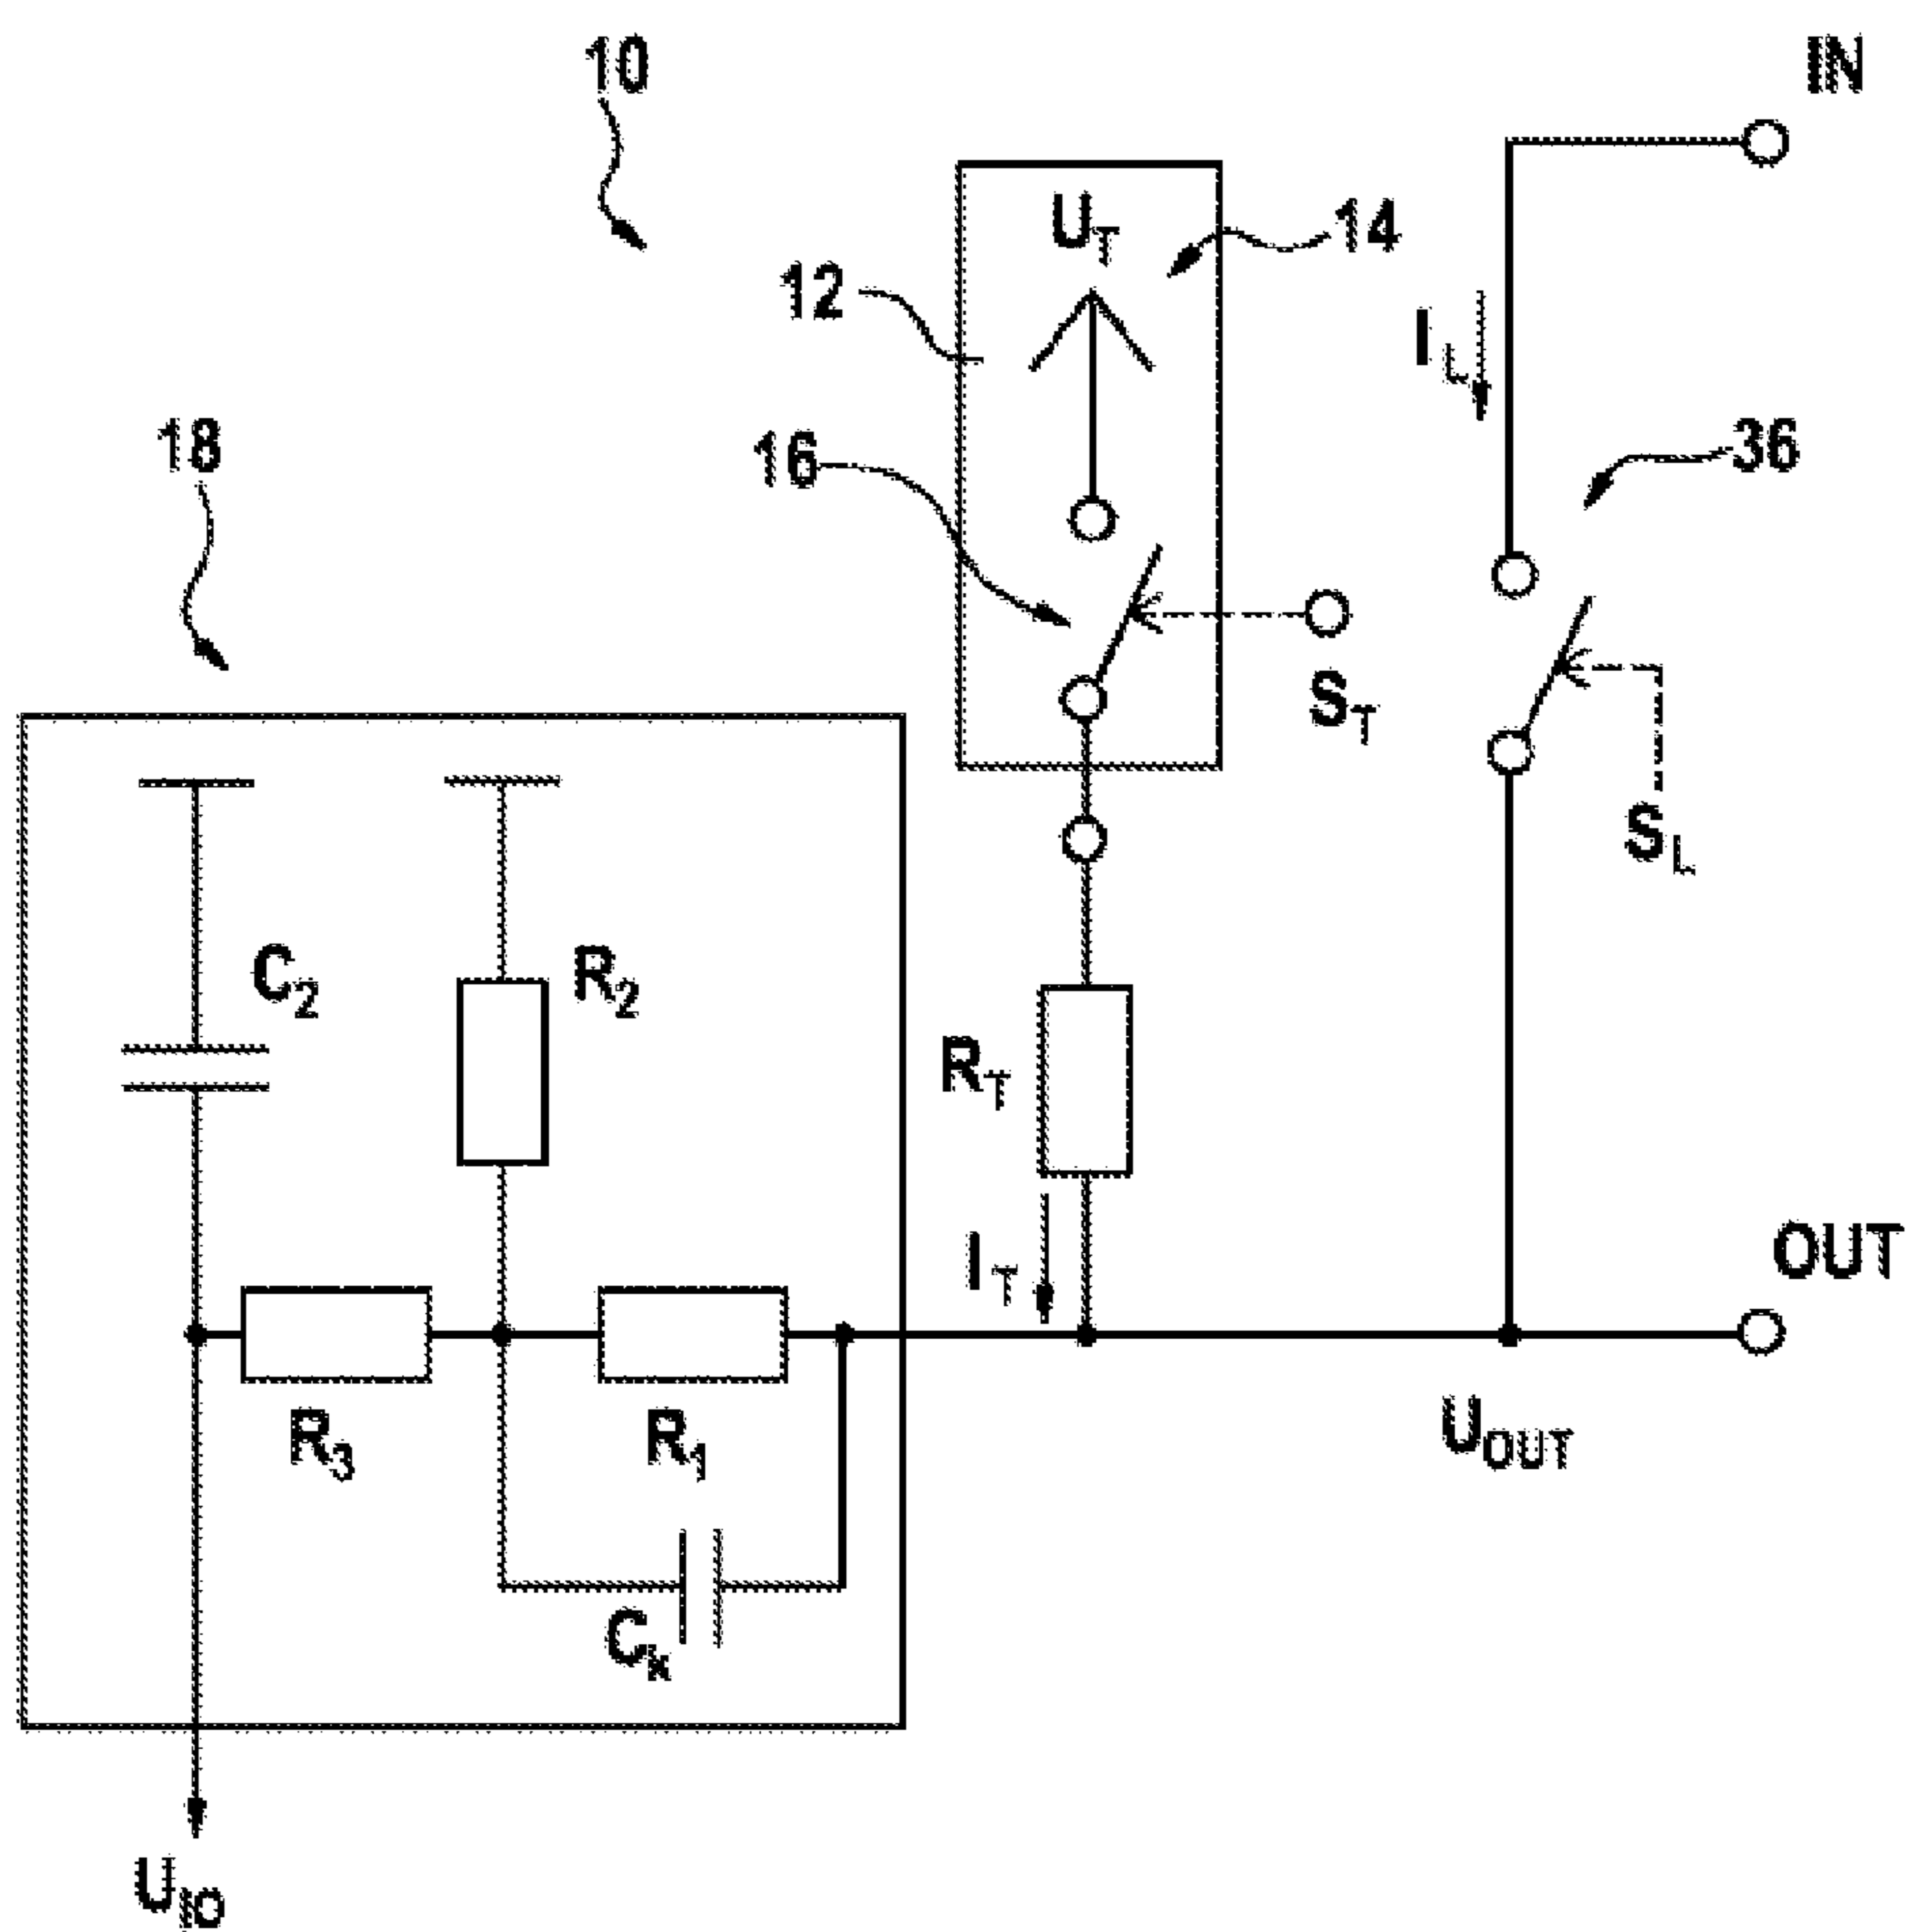 10
IN
U_T
14
12
I_L
18
16
36
S_T
S_L
C_2
R_2
R_T
I_T
OUT
R_3
R_1
U_OUT
C_x
U_IO